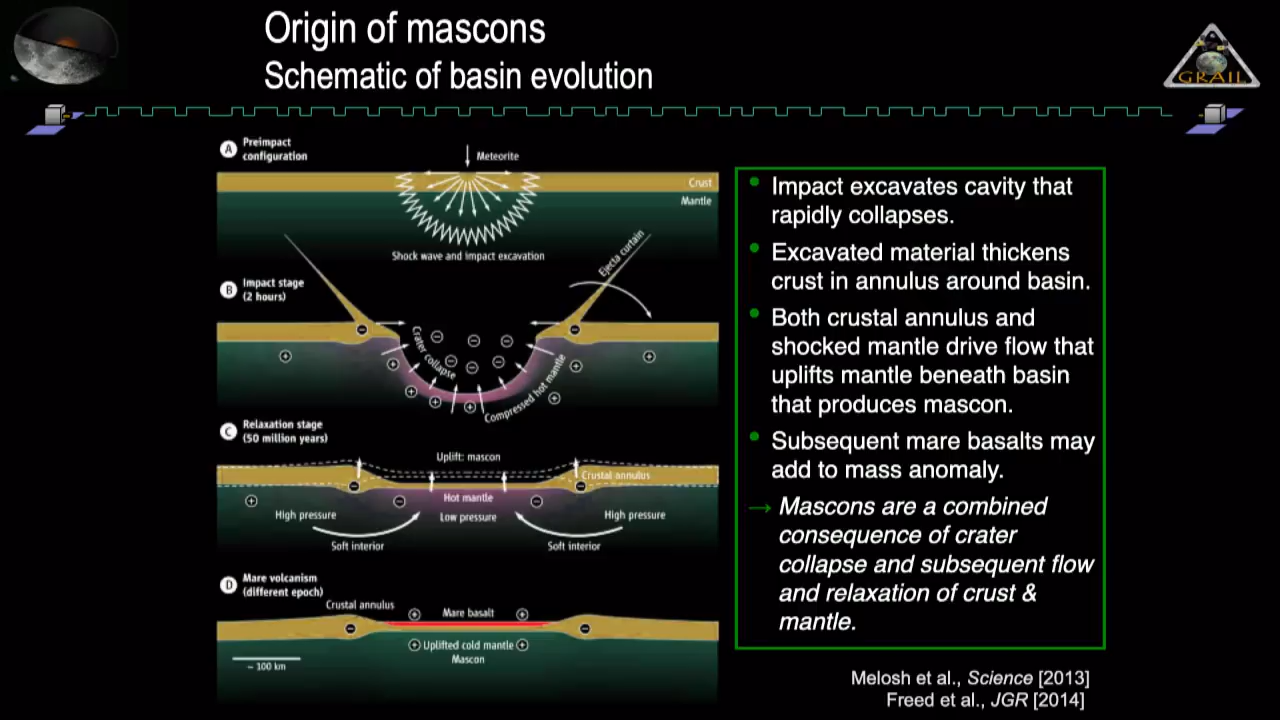 Origin of mascons
Schematic of basin evolution
GRAIL
A Preimpact
configuration
Meteorite
Crust
Mantle
Shock wave and impact excavation
B Impact stage
(2 hours)
Ejecta curtain
Crater collapse
Compressed hot mantle
C Relaxation stage
(50 million years)
Uplift: mascon
Crustal annulus
Hot mantle
High pressure
Low pressure
High pressure
Soft interior
Soft interior
D Mare volcanism
(different epoch)
Crustal annulus
Mare basalt
Uplifted cold mantle
Mascon
~ 100 km
• Impact excavates cavity that
rapidly collapses.
• Excavated material thickens
crust in annulus around basin.
• Both crustal annulus and
shocked mantle drive flow that
uplifts mantle beneath basin
that produces mascon.
• Subsequent mare basalts may
add to mass anomaly.
→ Mascons are a combined
consequence of crater
collapse and subsequent flow
and relaxation of crust &
mantle.
Melosh et al., Science [2013]
Freed et al., JGR [2014]